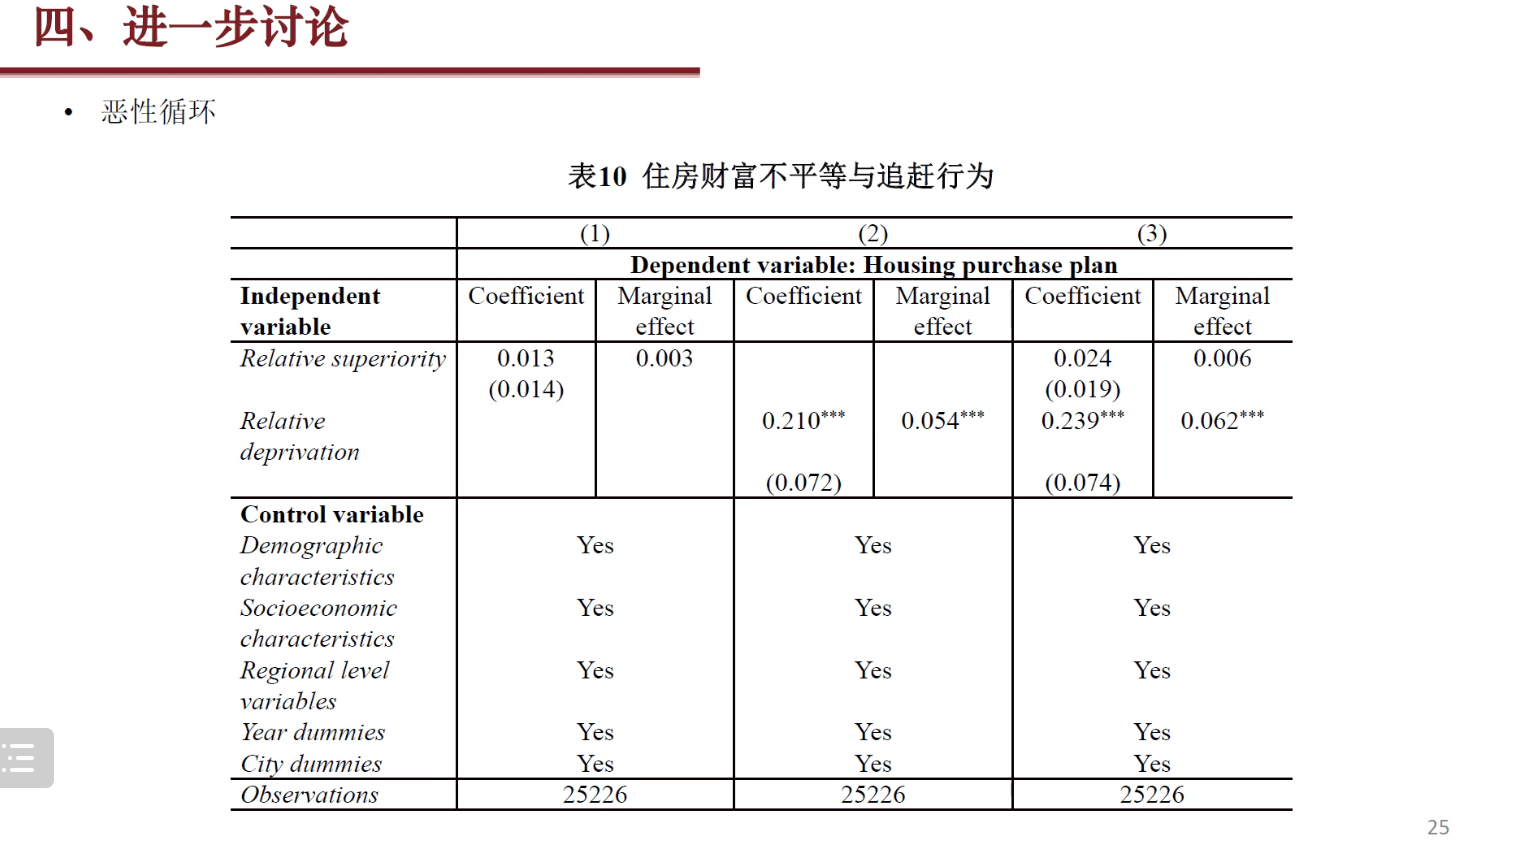 四、进一步讨论
• 恶性循环
表10 住房财富不平等与追赶行为
(1) (2) (3)
Dependent variable: Housing purchase plan
Independent variable Coefficient Marginal effect Coefficient Marginal effect Coefficient Marginal effect
Relative superiority 0.013 0.003 0.024 0.006
(0.014) (0.019)
Relative deprivation 0.210*** 0.054*** 0.239*** 0.062***
(0.072) (0.074)
Control variable
Demographic characteristics Yes Yes Yes
Socioeconomic characteristics Yes Yes Yes
Regional level variables Yes Yes Yes
Year dummies Yes Yes Yes
City dummies Yes Yes Yes
Observations 25226 25226 25226
25